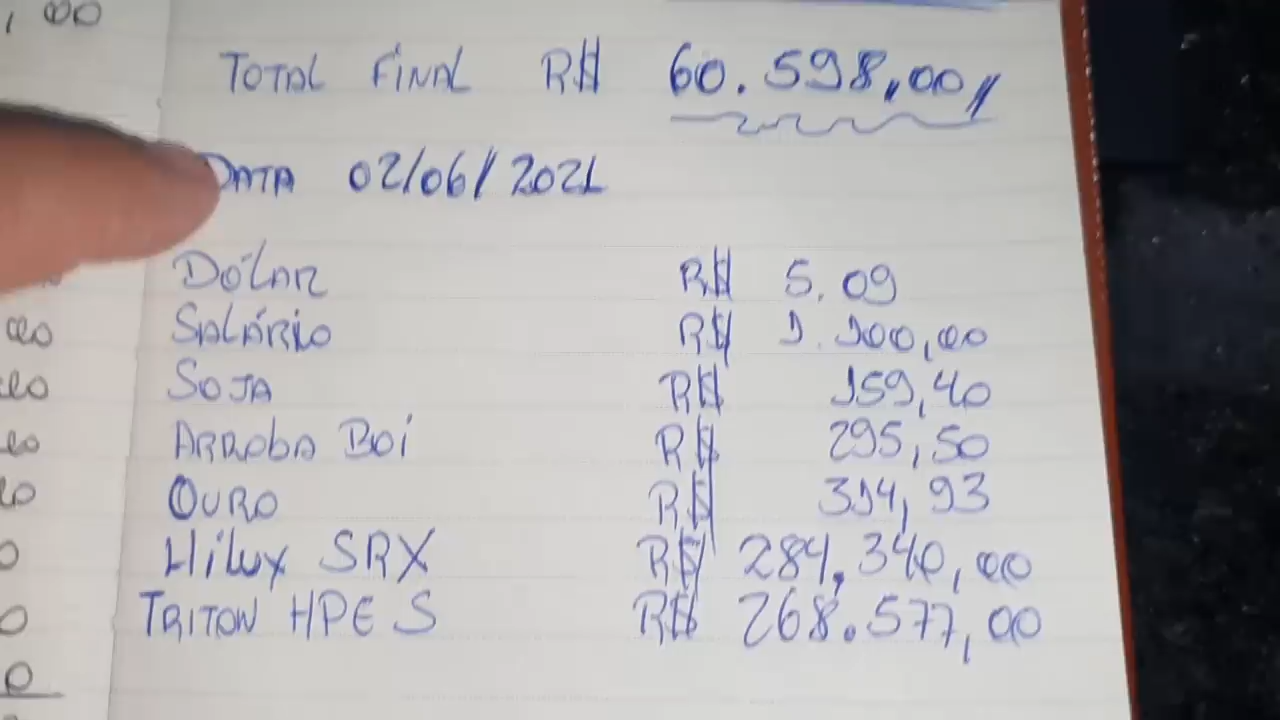 ,00
TOTAL FINAL R$ 60.598,00
DATA 02/06/2021
DÓLAR R$ 5.09
SALÁRIO R$ 1.100,00
SOJA R$ 159,40
ARROBA BOI R$ 295,50
OURO R$ 314,93
Hilux SRX R$ 284,340,00
TRITON HPE S R$ 268.577,00